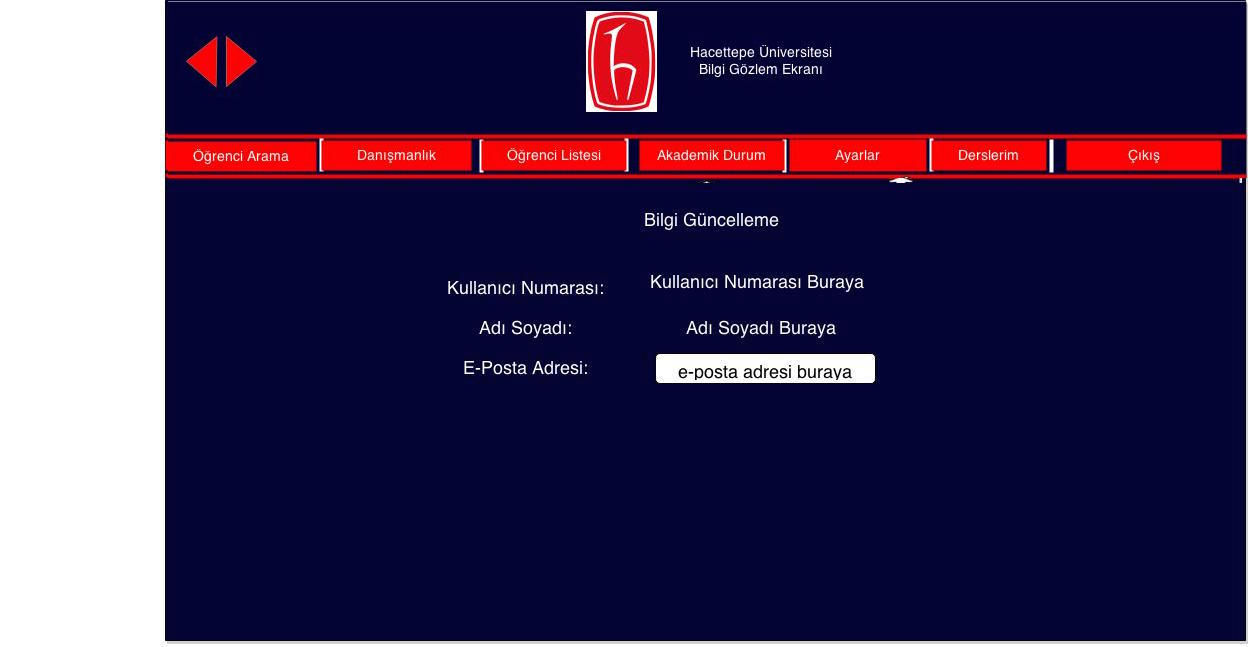 Hacettepe Üniversitesi
Bilgi Gözlem Ekranı
Öğrenci Arama
Danışmanlık
Öğrenci Listesi
Akademik Durum
Ayarlar
Derslerim
Çıkış
Bilgi Güncelleme
Kullanıcı Numarası: Kullanıcı Numarası Buraya
Adı Soyadı: Adı Soyadı Buraya
E-Posta Adresi: e-posta adresi buraya